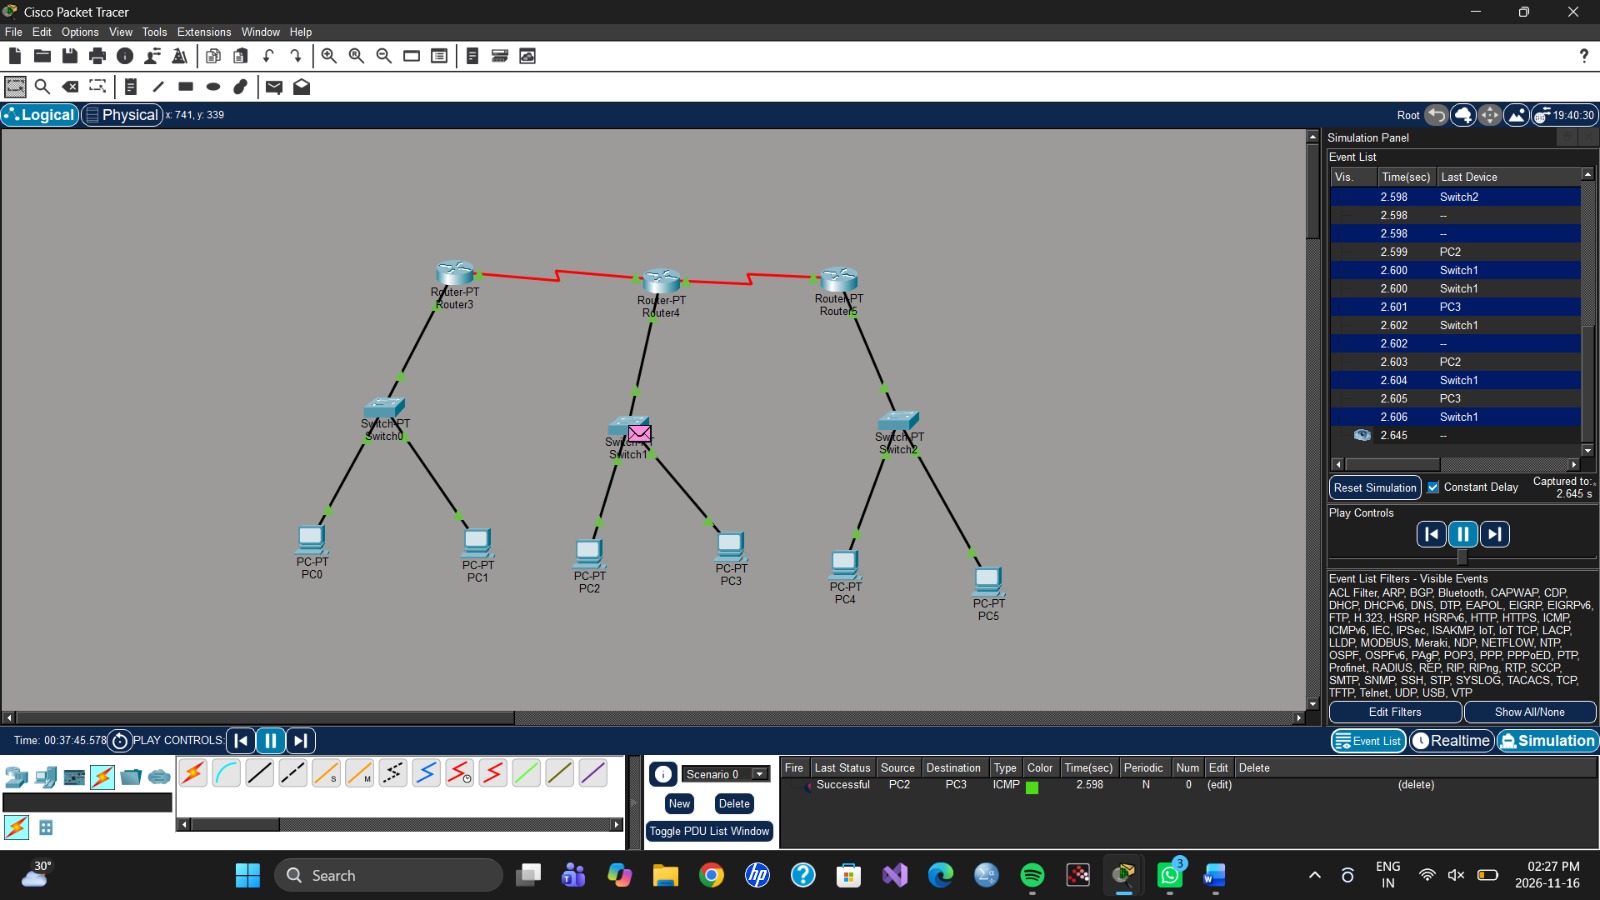 Cisco Packet Tracer
File Edit Options View Tools Extensions Window Help
?
Logical Physical x: 741, y: 339
Root 19:40:30
Router-PT
Router3
Router-PT
Router4
Router-PT
Router5
Switch-PT
Switch0
Switch-PT
Switch1
Switch-PT
Switch2
PC-PT
PC0
PC-PT
PC1
PC-PT
PC2
PC-PT
PC3
PC-PT
PC4
PC-PT
PC5
Simulation Panel
Event List
Vis. Time(sec) Last Device
2.598 Switch2
2.598 --
2.598 --
2.599 PC2
2.600 Switch1
2.600 Switch1
2.601 PC3
2.602 Switch1
2.602 --
2.603 PC2
2.604 Switch1
2.605 PC3
2.606 Switch1
2.645 --
Reset Simulation Constant Delay Captured to:
2.645 s
Play Controls
Event List Filters - Visible Events
ACL Filter, ARP, BGP, Bluetooth, CAPWAP, CDP,
DHCP, DHCPv6, DNS, DTP, EAPOL, EIGRP, EIGRPv6,
FTP, H.323, HSRP, HSRPv6, HTTP, HTTPS, ICMP,
ICMPv6, IEC, IPSec, ISAKMP, IoT, IoT TCP, LACP,
LLDP, MODBUS, Meraki, NDP, NETFLOW, NTP,
OSPF, OSPFv6, PAgP, POP3, PPP, PPPoED, PTP,
Profinet, RADIUS, REP, RIP, RIPng, RTP, SCCP,
SMTP, SNMP, SSH, STP, SYSLOG, TACACS, TCP,
TFTP, Telnet, UDP, USB, VTP
Edit Filters Show All/None
Time: 00:37:45.578 PLAY CONTROLS:
Event List Realtime Simulation
Scenario 0
New Delete
Toggle PDU List Window
Fire Last Status Source Destination Type Color Time(sec) Periodic Num Edit Delete
Successful PC2 PC3 ICMP 2.598 N 0 (edit) (delete)
30°
Search
3
ENG
IN
02:27 PM
2026-11-16